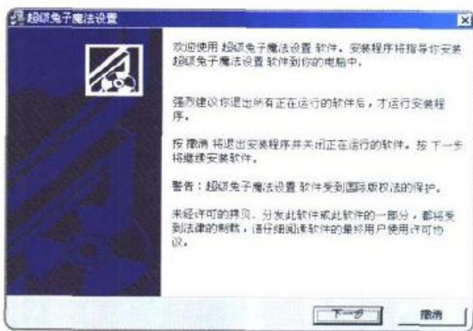 超级兔子魔法设置
欢迎使用 超级兔子魔法设置 软件。安装程序将指导你安装
超级兔子魔法设置 软件到你的电脑中。
强烈建议你退出所有正在运行的软件后，才运行安装程
序。
按 撤消 将退出安装程序并关闭正在运行的软件。按 下一步
将继续安装软件。
警告：超级兔子魔法设置 软件受到国际版权法的保护。
未经许可的拷贝、分发此软件或此软件的一部分，都将受
到法律的制裁，请仔细阅读软件的最终用户使用许可协
议。
下一步
撤消